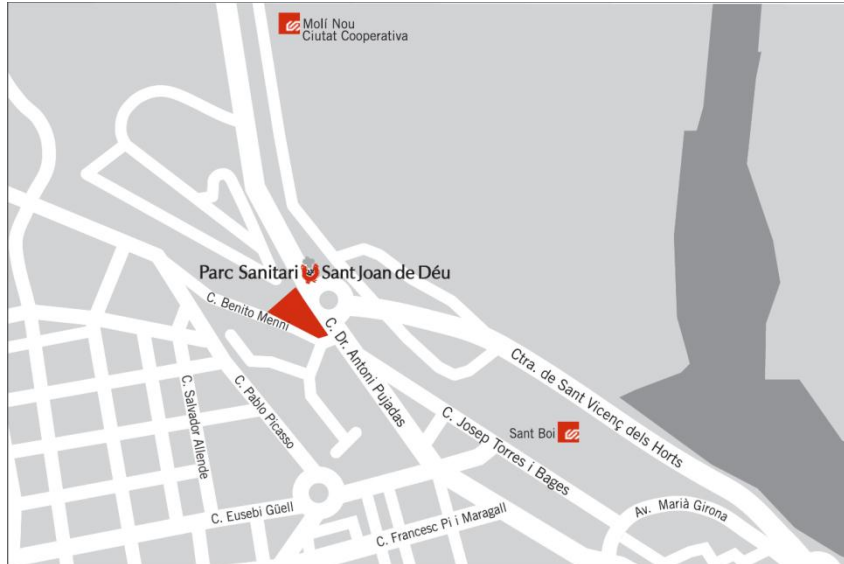 Molí Nou
Ciutat Cooperativa
Parc Sanitari Sant Joan de Déu
C. Benito Menni
C. Dr. Antoni Pujadas
Ctra. de Sant Vicenç dels Horts
C. Salvador Allende
C. Pablo Picasso
C. Josep Torres i Bages
Sant Boi
C. Eusebi Güell
C. Francesc Pi i Maragall
Av. Marià Girona